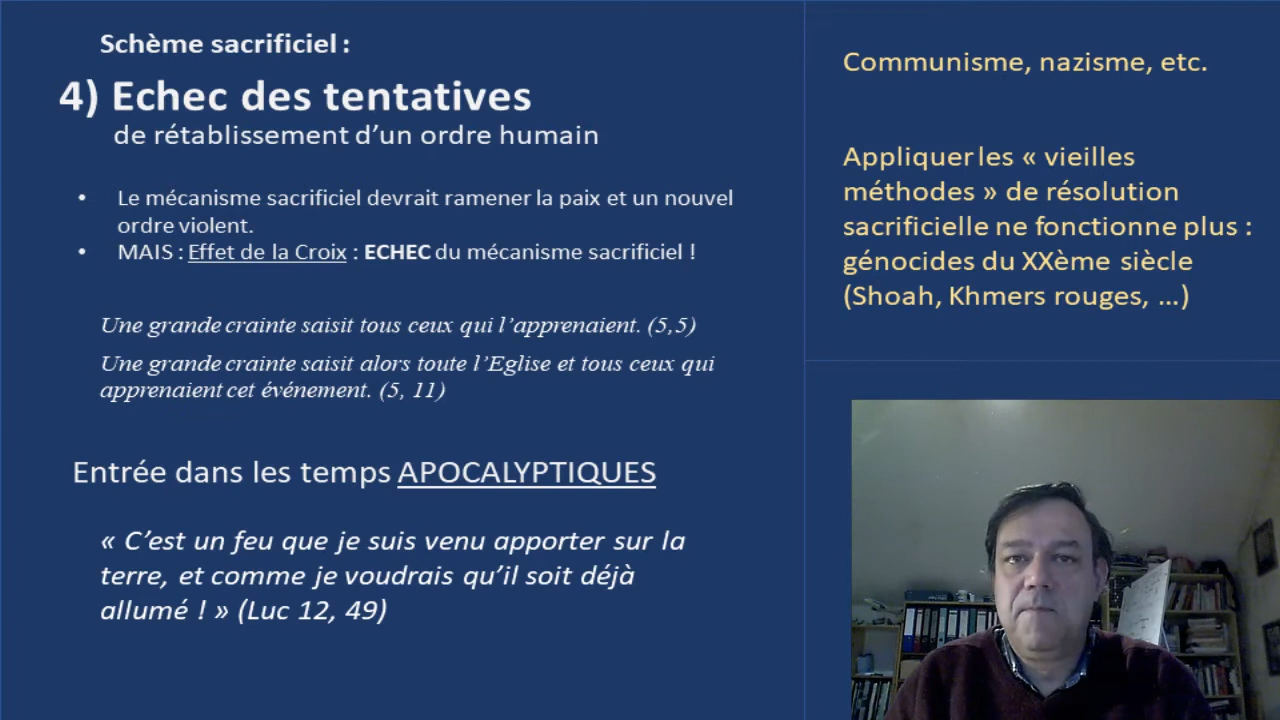 Schème sacrificiel :
4) Echec des tentatives
de rétablissement d’un ordre humain
• Le mécanisme sacrificiel devrait ramener la paix et un nouvel
ordre violent.
• MAIS : Effet de la Croix : ECHEC du mécanisme sacrificiel !
Une grande crainte saisit tous ceux qui l’apprenaient. (5,5)
Une grande crainte saisit alors toute l’Eglise et tous ceux qui
apprenaient cet événement. (5, 11)
Entrée dans les temps APOCALYPTIQUES
« C’est un feu que je suis venu apporter sur la
terre, et comme je voudrais qu’il soit déjà
allumé ! » (Luc 12, 49)
Communisme, nazisme, etc.
Appliquer les « vieilles
méthodes » de résolution
sacrificielle ne fonctionne plus :
génocides du XXème siècle
(Shoah, Khmers rouges, …)